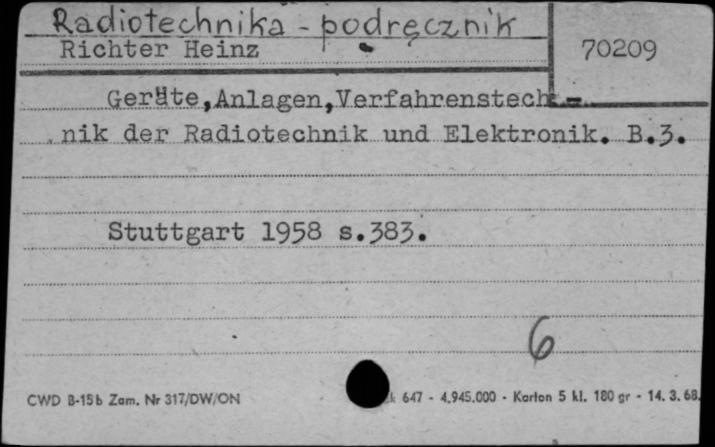 Radiotechnika - podręcznik
Richter Heinz
70209
Geräte,Anlagen,Verfahrenstech-
nik der Radiotechnik und Elektronik. B.3.
Stuttgart 1958 s.383.
6
CWD B-15b Zam. Nr 317/DW/ON
647 - 4.945.000 - Karton 5 kl. 180 gr - 14. 3. 68.